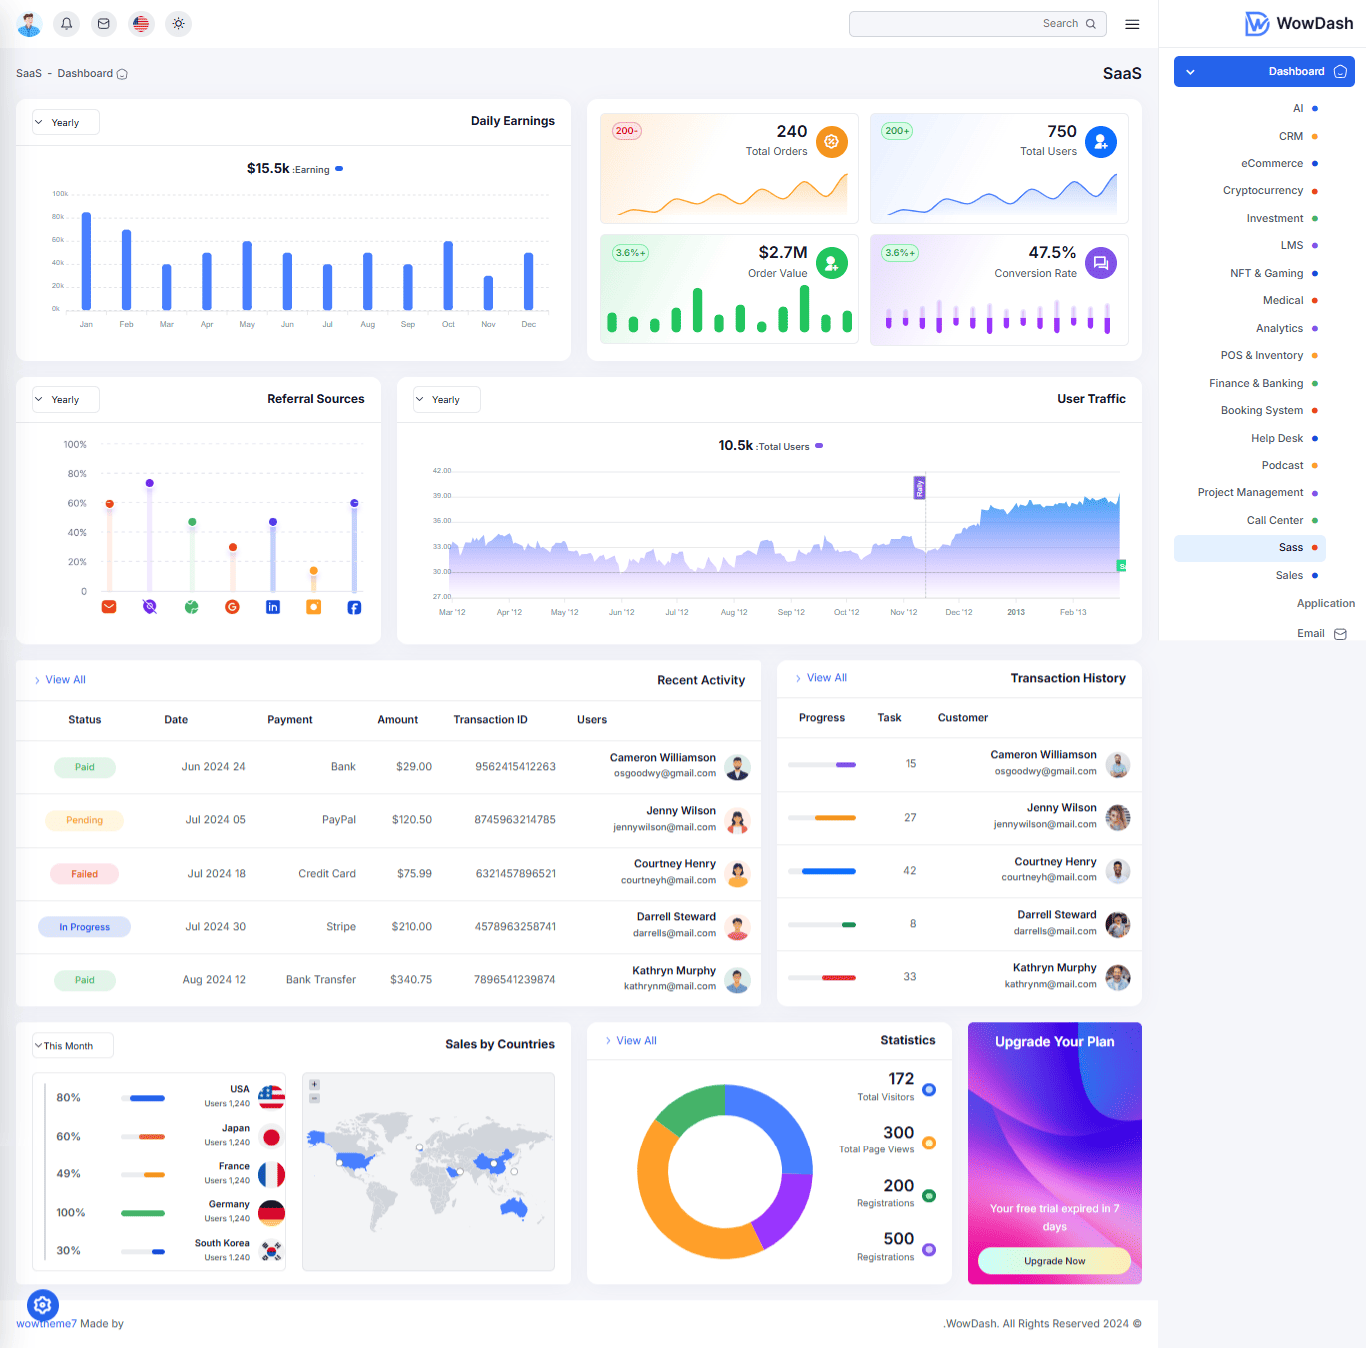 WowDash
Search
Dashboard
AI
CRM
eCommerce
Cryptocurrency
Investment
LMS
NFT & Gaming
Medical
Analytics
POS & Inventory
Finance & Banking
Booking System
Help Desk
Podcast
Project Management
Call Center
Sass
Sales
Application
Email
SaaS
SaaS - Dashboard
Daily Earnings
Yearly
$15.5k :Earning
100k
80k
60k
40k
20k
0k
Jan Feb Mar Apr May Jun Jul Aug Sep Oct Nov Dec
200-
240
Total Orders
200+
750
Total Users
3.6%+
$2.7M
Order Value
3.6%+
47.5%
Conversion Rate
Referral Sources
Yearly
100%
80%
60%
40%
20%
0
User Traffic
Yearly
10.5k :Total Users
42.00
39.00
36.00
33.00
30.00
27.00
Rally
Mar '12 Apr '12 May '12 Jun '12 Jul '12 Aug '12 Sep '12 Oct '12 Nov '12 Dec '12 2013 Feb '13
View All
Recent Activity
Status Date Payment Amount Transaction ID Users
Paid Jun 2024 24 Bank $29.00 9562415412263 Cameron Williamson
osgoodwy@gmail.com
Pending Jul 2024 05 PayPal $120.50 8745963214785 Jenny Wilson
jennywilson@mail.com
Failed Jul 2024 18 Credit Card $75.99 6321457896521 Courtney Henry
courtneyh@mail.com
In Progress Jul 2024 30 Stripe $210.00 4578963258741 Darrell Steward
darrells@mail.com
Paid Aug 2024 12 Bank Transfer $340.75 7896541239874 Kathryn Murphy
kathrynm@mail.com
View All
Transaction History
Progress Task Customer
15 Cameron Williamson
osgoodwy@gmail.com
27 Jenny Wilson
jennywilson@mail.com
42 Courtney Henry
courtneyh@mail.com
8 Darrell Steward
darrells@mail.com
33 Kathryn Murphy
kathrynm@mail.com
This Month
Sales by Countries
80% USA
Users 1,240
60% Japan
Users 1,240
49% France
Users 1,240
100% Germany
Users 1,240
30% South Korea
Users 1,240
+
−
View All
Statistics
172
Total Visitors
300
Total Page Views
200
Registrations
500
Registrations
Upgrade Your Plan
Your free trial expired in 7
days
Upgrade Now
wowtheme7 Made by
.WowDash. All Rights Reserved 2024 ©